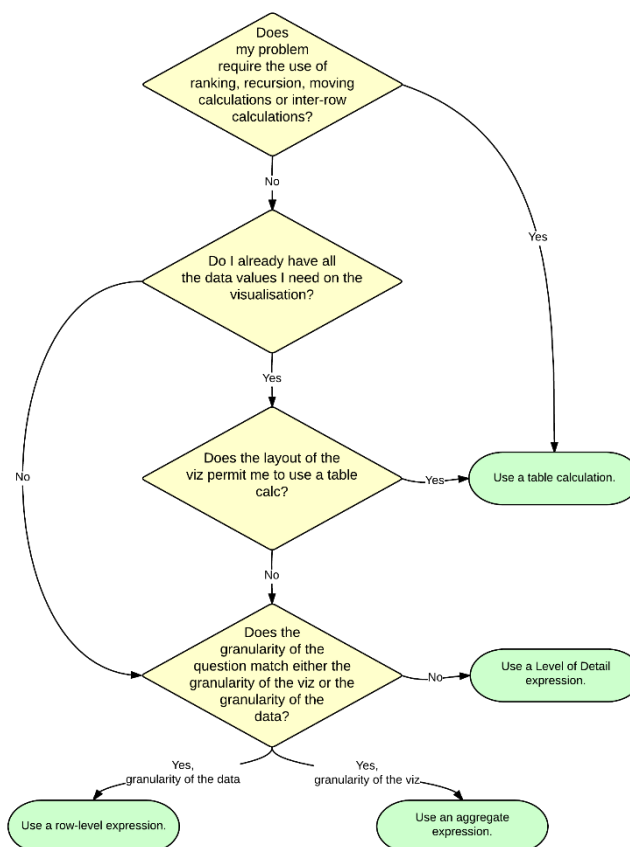 Does
my problem
require the use of
ranking, recursion, moving
calculations or inter-row
calculations?
No
Yes
Do I already have all
the data values I need on the
visualisation?
Yes
No
Does the layout of the
viz permit me to use a table
calc?
Yes
Use a table calculation.
No
Does the
granularity of the
question match either the
granularity of the viz or the
granularity of the
data?
No
Use a Level of Detail
expression.
Yes,
granularity of the data
Yes,
granularity of the viz
Use a row-level expression.
Use an aggregate
expression.